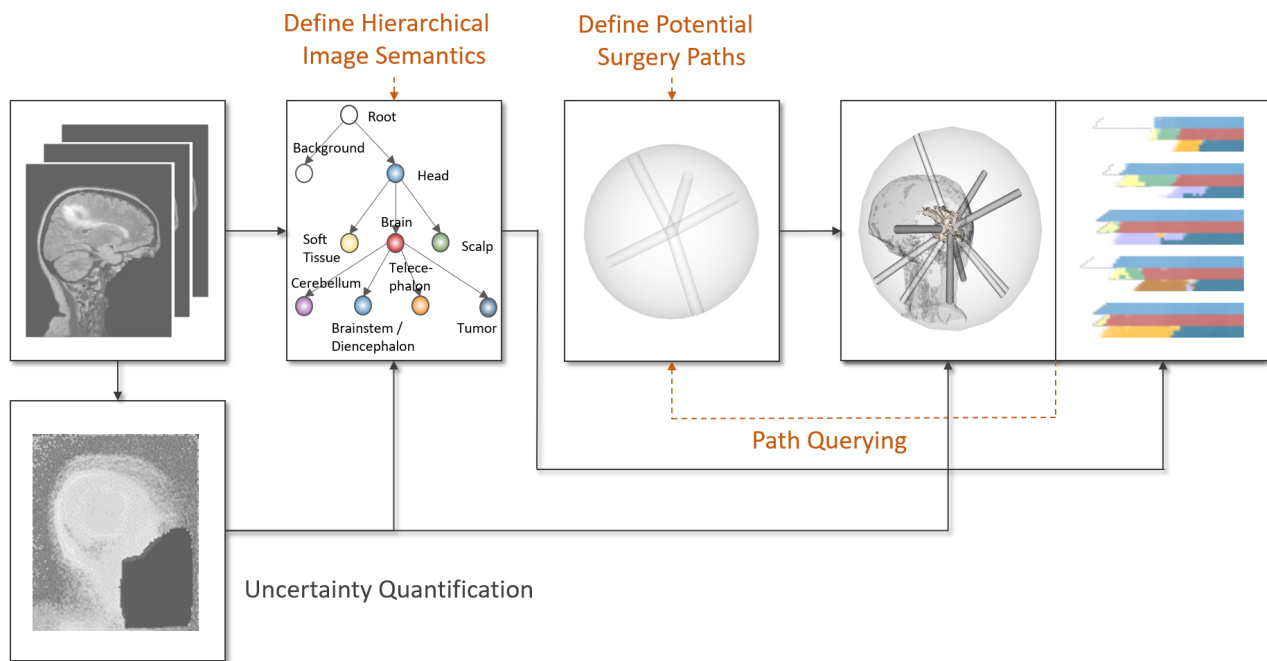 Define Hierarchical
Image Semantics
Define Potential
Surgery Paths
Root
Background
Head
Brain
Soft
Tissue
Scalp
Cerebellum
Telece-
phalon
Brainstem /
Diencephalon
Tumor
Path Querying
Uncertainty Quantification